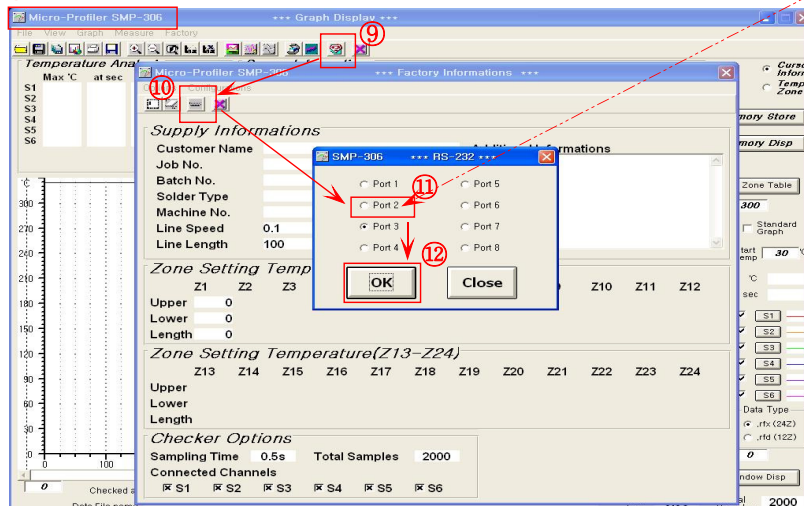 Micro-Profiler SMP-306 *** Graph Display ***
File View Graph Measure Factory
⑨
Max ℃ at sec
S1
S2
S3
S4
S5
S6
Micro-Profiler SMP-306 *** Factory Informations ***
⑩
Supply Informations
Customer Name
Job No.
Batch No.
Solder Type
Machine No.
Line Speed 0.1
Line Length 100
SMP-306 *** RS-232 ***
Port 1 Port 5
⑪
Port 2 Port 6
Port 3 Port 7
Port 4 Port 8
⑫
OK Close
Zone Setting Temp
Z1 Z2 Z3 Z10 Z11 Z12
Upper 0
Lower 0
Length 0
Zone Setting Temperature(Z13-Z24)
Z13 Z14 Z15 Z16 Z17 Z18 Z19 Z20 Z21 Z22 Z23 Z24
Upper
Lower
Length
Checker Options
Sampling Time 0.5s Total Samples 2000
Connected Channels
S1 S2 S3 S4 S5 S6
℃
300
270
240
210
180
150
120
90
60
30
0
0 100
0 Checked a
Temp
Zone
mory Store
mory Disp
Zone Table
300
Standard
Graph
tart
emp 30
℃
sec
S1
S2
S3
S4
S5
S6
Data Type
.rfx (24Z)
.rfd (12Z)
0
ndow Disp
2000